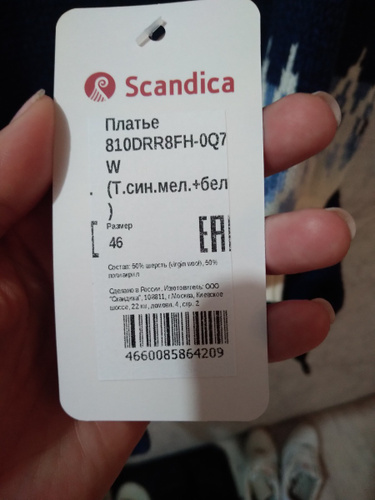 Scandica
Платье
810DRR8FH-0Q7
W
(Т.син.мел.+бел
)
Размер
46
EAC
Состав: 50% шерсть (virgin wool), 50%
полиакрил
Сделано в России. Изготовитель: ООО
"Скандика", 108811, г.Москва, Киевское
шоссе, 22 км, домовл. 4, стр. 2
4660085864209